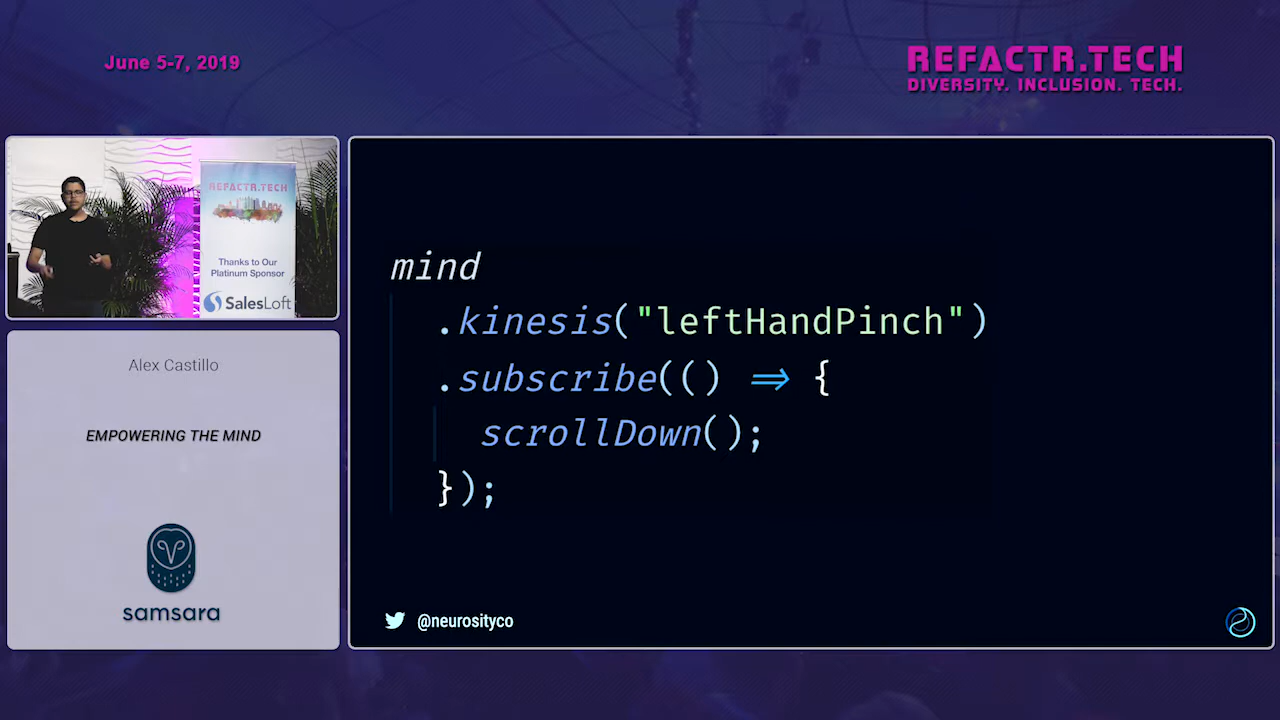 June 5-7, 2019
REFACTR.TECH
DIVERSITY. INCLUSION. TECH.
REFACTR.TECH
Thanks to Our
Platinum Sponsor
SalesLoft
Alex Castillo
EMPOWERING THE MIND
samsara
mind
.kinesis("leftHandPinch")
.subscribe(() => {
scrollDown();
});
@neurosityco